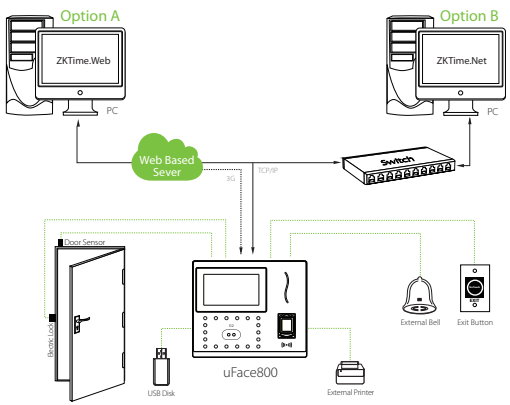 Option A
Option B
ZKTime.Web
ZKTime.Net
PC
PC
Web Based
Sever
Switch
3G
TCP/IP
Door Sensor
Electric Lock
EXIT
External Bell
Exit Button
uFace800
USB Disk
External Printer